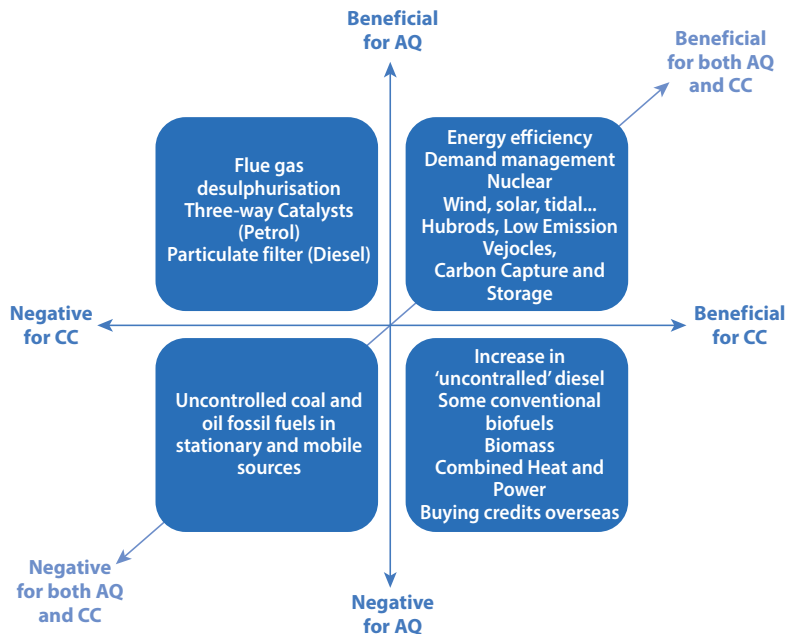 Beneficial
for AQ
Beneficial
for both AQ
and CC
Flue gas
desulphurisation
Three-way Catalysts
(Petrol)
Particulate filter (Diesel)
Energy efficiency
Demand management
Nuclear
Wind, solar, tidal...
Hubrods, Low Emission
Vejocles,
Carbon Capture and
Storage
Negative
for CC
Beneficial
for CC
Uncontrolled coal and
oil fossil fuels in
stationary and mobile
sources
Increase in
‘uncontralled’ diesel
Some conventional
biofuels
Biomass
Combined Heat and
Power
Buying credits overseas
Negative
for both AQ
and CC
Negative
for AQ